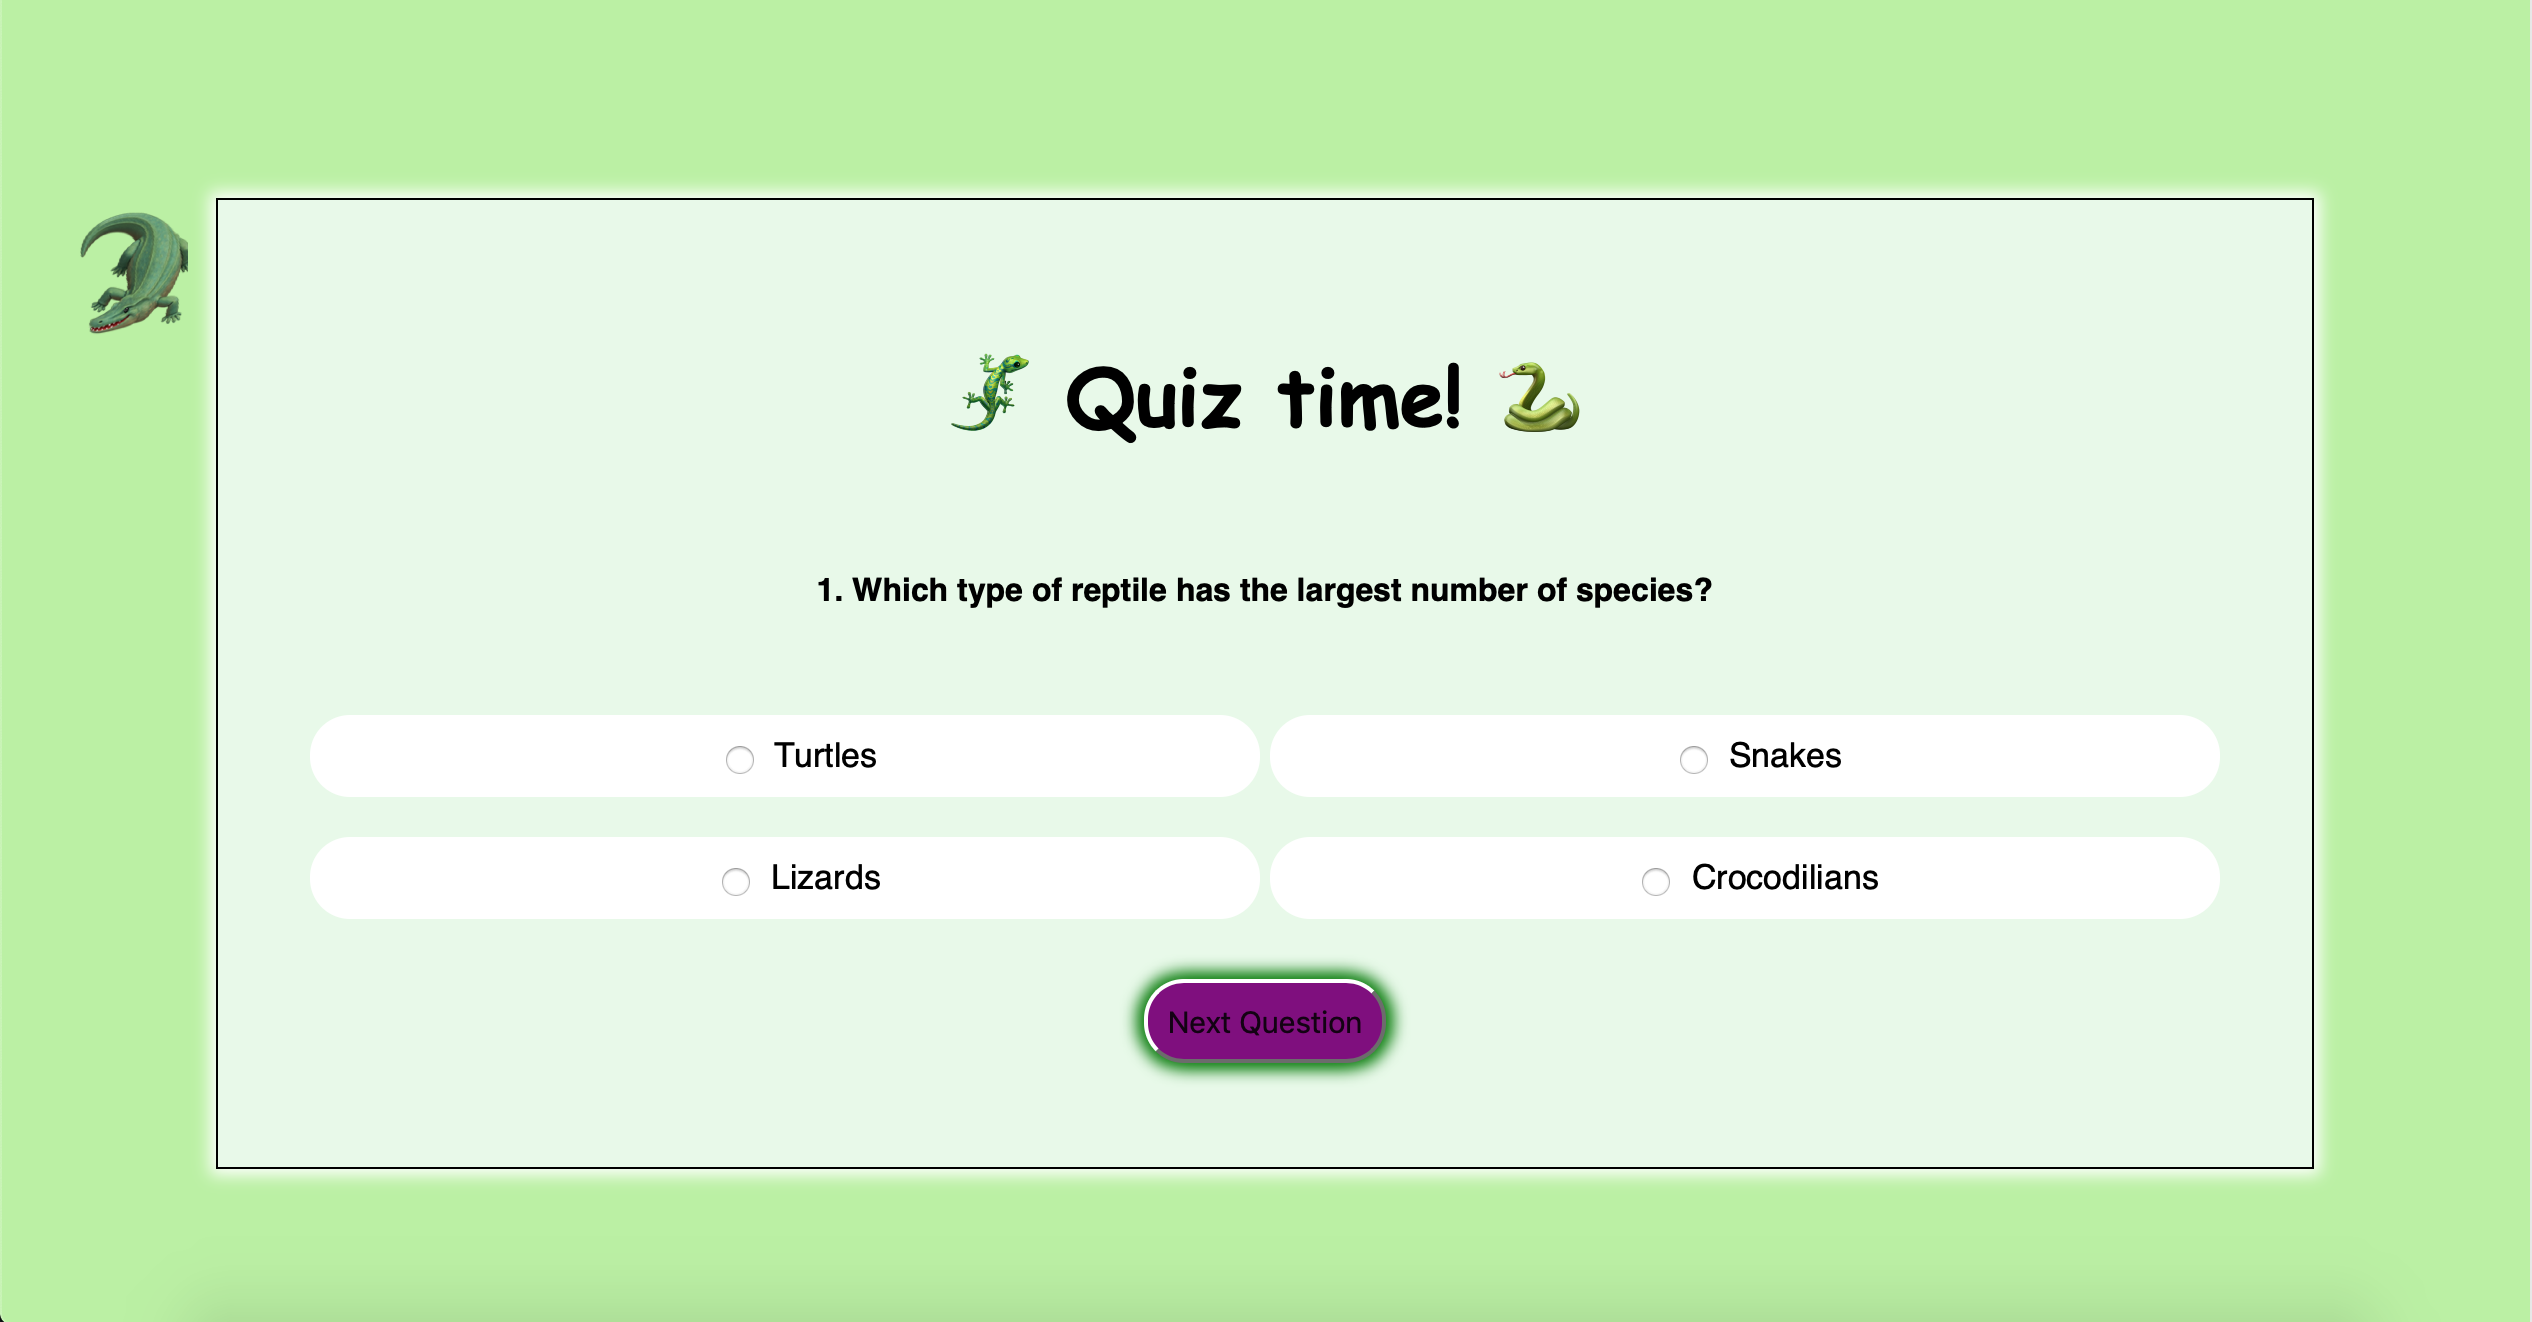 Quiz time!
1. Which type of reptile has the largest number of species?
Turtles
Snakes
Lizards
Crocodilians
Next Question